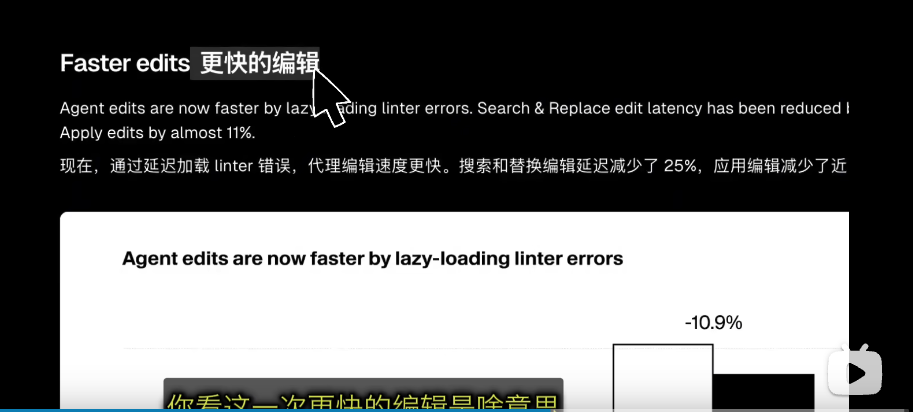 Faster edits 更快的编辑
Agent edits are now faster by lazy-loading linter errors. Search & Replace edit latency has been reduced
Apply edits by almost 11%.
现在，通过延迟加载 linter 错误，代理编辑速度更快。搜索和替换编辑延迟减少了 25%，应用编辑减少了近
Agent edits are now faster by lazy-loading linter errors
-10.9%
你看这一次更快的编辑是啥意思